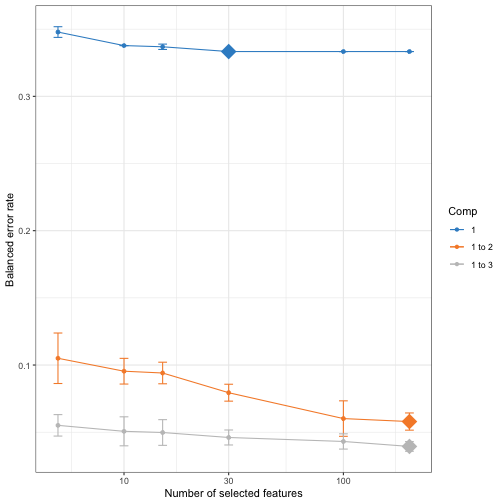 0.3
0.2
0.1
Balanced error rate
10
30
100
Number of selected features
Comp
1
1 to 2
1 to 3